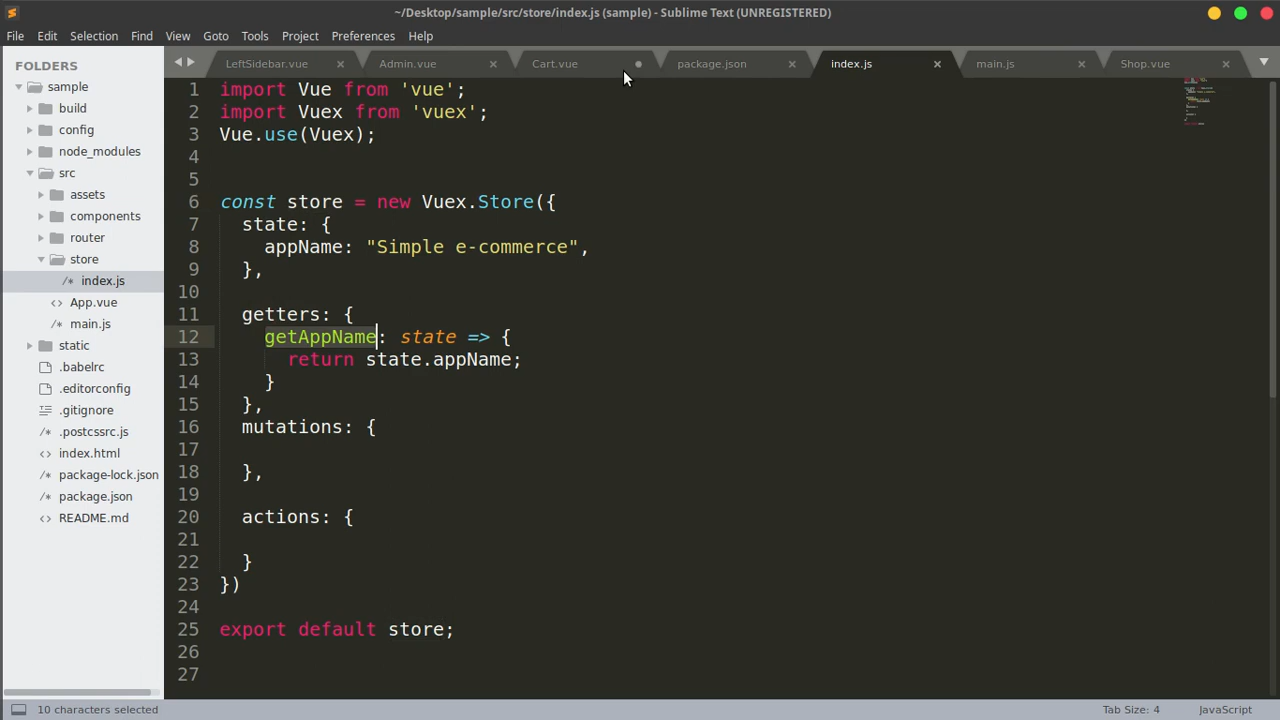 ~/Desktop/sample/src/store/index.js (sample) - Sublime Text (UNREGISTERED)
File Edit Selection Find View Goto Tools Project Preferences Help
FOLDERS
sample
build
config
node_modules
src
assets
components
router
store
/* index.js
<> App.vue
/* main.js
static
.babelrc
.editorconfig
.gitignore
/* .postcssrc.js
<> index.html
/* package-lock.json
/* package.json
<> README.md
LeftSidebar.vue × Admin.vue × Cart.vue package.json × index.js × main.js × Shop.vue ×
1 import Vue from 'vue';
2 import Vuex from 'vuex';
3 Vue.use(Vuex);
4
5
6 const store = new Vuex.Store({
7 state: {
8 appName: "Simple e-commerce",
9 },
10
11 getters: {
12 getAppName: state => {
13 return state.appName;
14 }
15 },
16 mutations: {
17
18 },
19
20 actions: {
21
22 }
23 })
24
25 export default store;
26
27
10 characters selected
Tab Size: 4 JavaScript